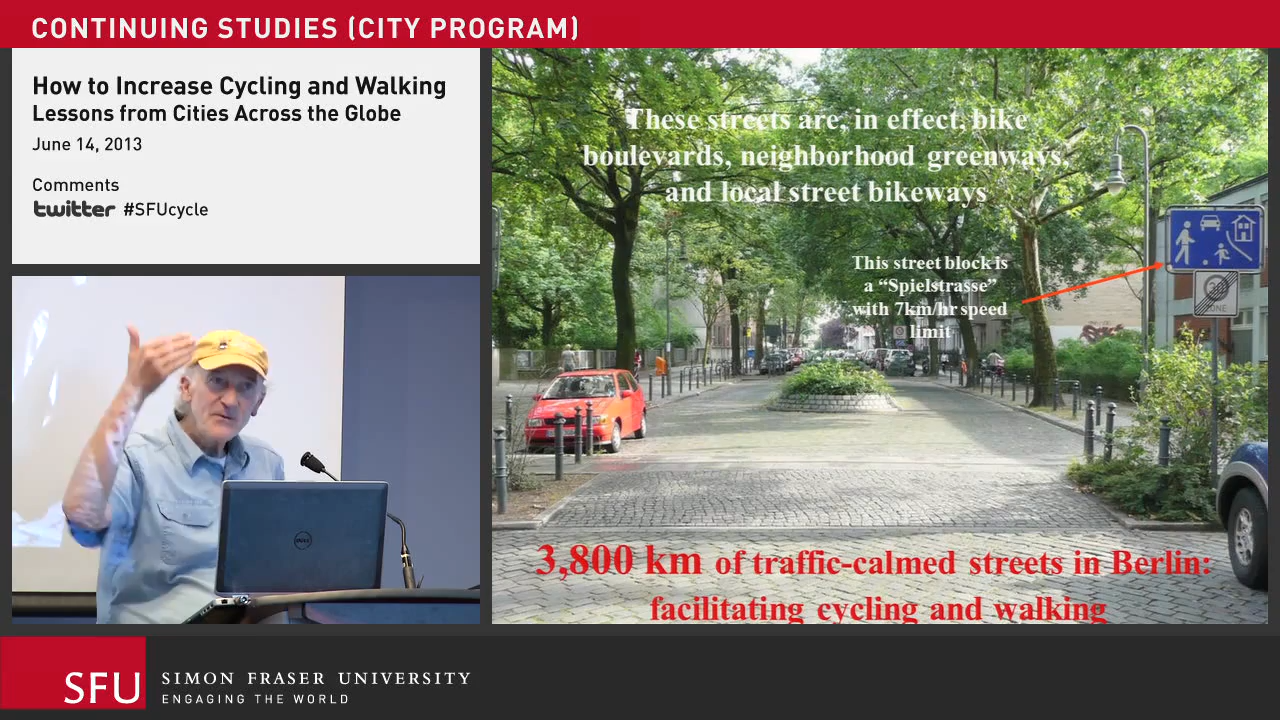 CONTINUING STUDIES (CITY PROGRAM)
How to Increase Cycling and Walking
Lessons from Cities Across the Globe
June 14, 2013
Comments
twitter #SFUcycle
These streets are, in effect, bike
boulevards, neighborhood greenways,
and local street bikeways
This street block is
a “Spielstrasse”
with 7km/hr speed
limit
30
ZONE
DELL
3,800 km of traffic-calmed streets in Berlin:
facilitating cycling and walking
SFU
SIMON FRASER UNIVERSITY
ENGAGING THE WORLD